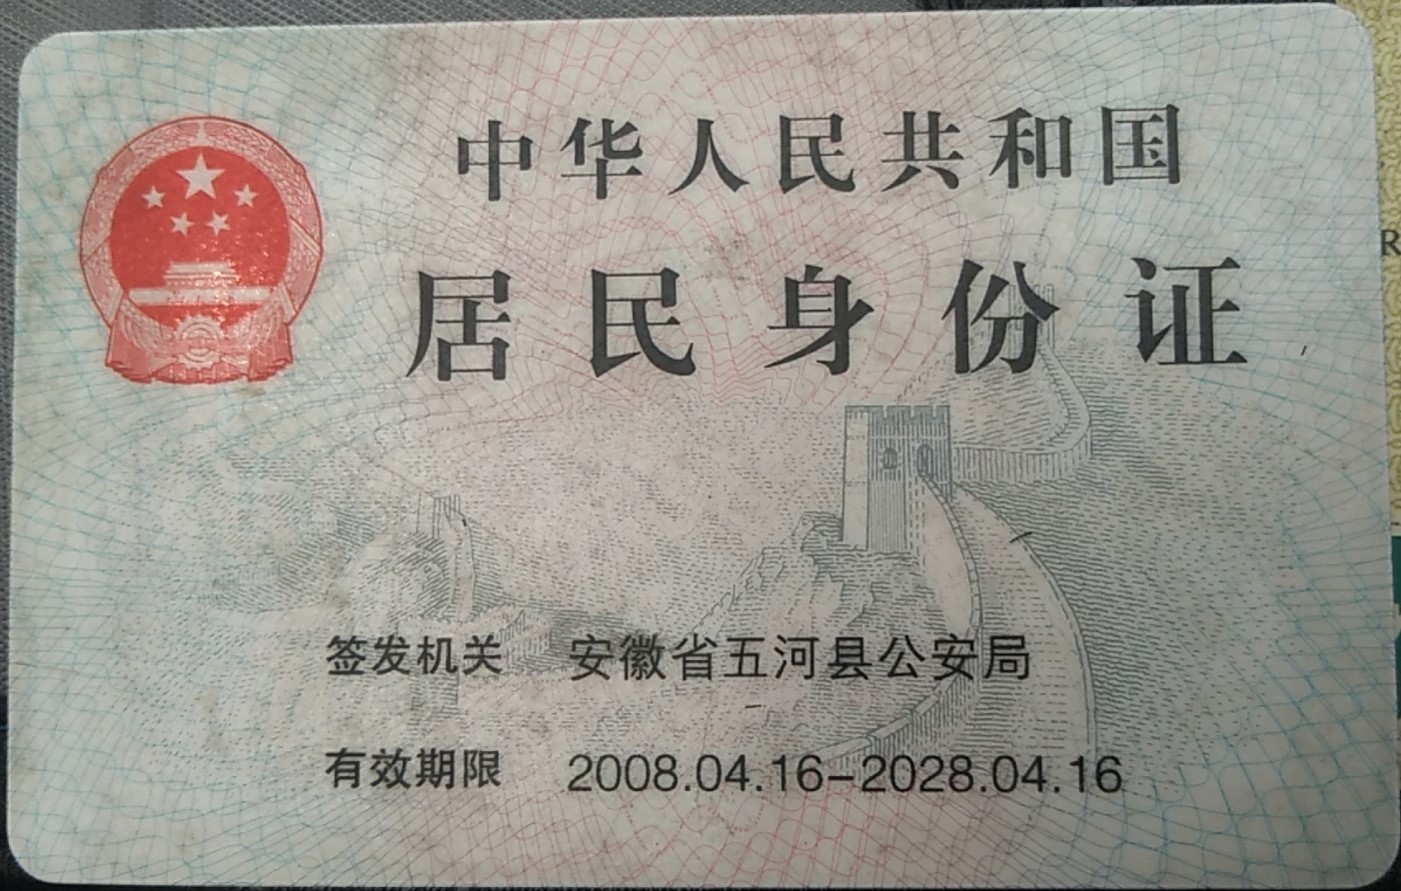 中华人民共和国
居民身份证
签发机关 安徽省五河县公安局
有效期限 2008.04.16-2028.04.16
R